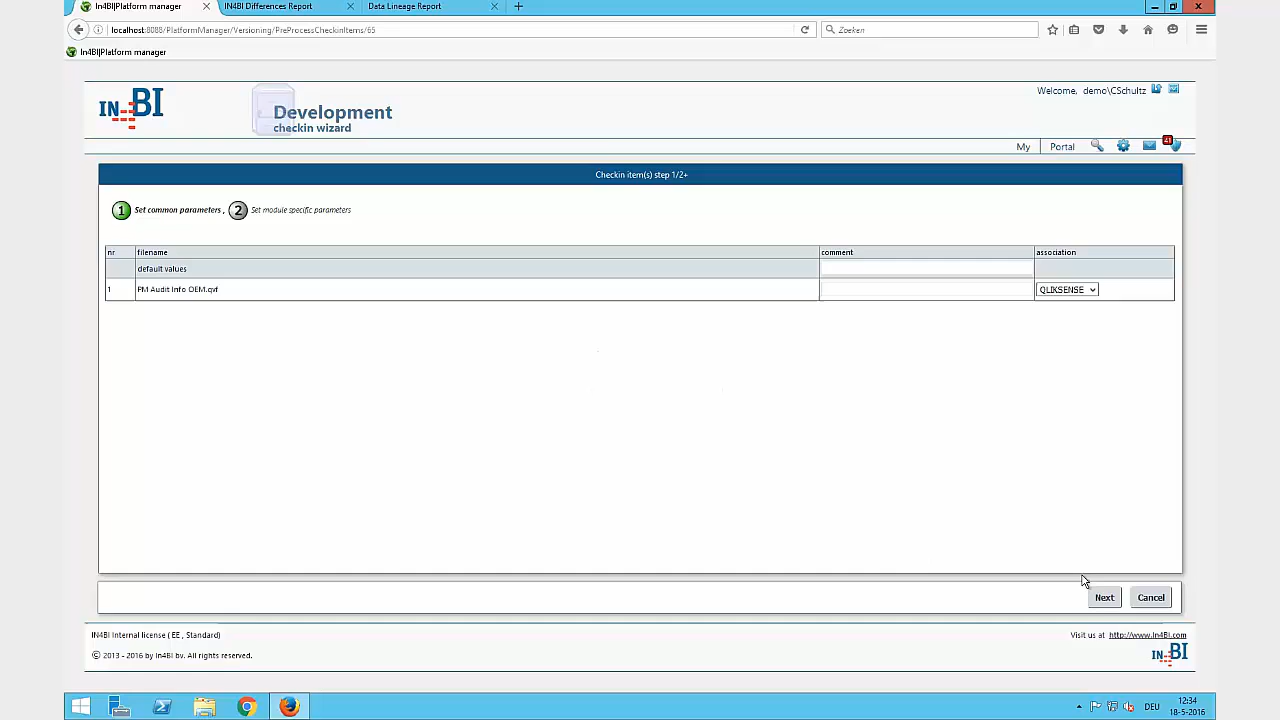 In4BI|Platform manager
IN4BI Differences Report
Data Lineage Report
localhost:8088/PlatformManager/Versioning/PreProcessCheckinItems/65
Zoeken
In4BI|Platform manager
IN BI
Development
checkin wizard
Welcome, demo\CSchultz
My
Portal
41
Checkin item(s) step 1/2+
1 Set common parameters , 2 Set module specific parameters
nr filename comment association
default values
1 PM Audit Info OEM.qvf QLIKSENSE
Next Cancel
IN4BI Internal license ( EE , Standard)
Visit us at http://www.In4BI.com
© 2013 - 2016 by In4BI bv. All rights reserved.
IN BI
DEU
12:34
18-5-2016